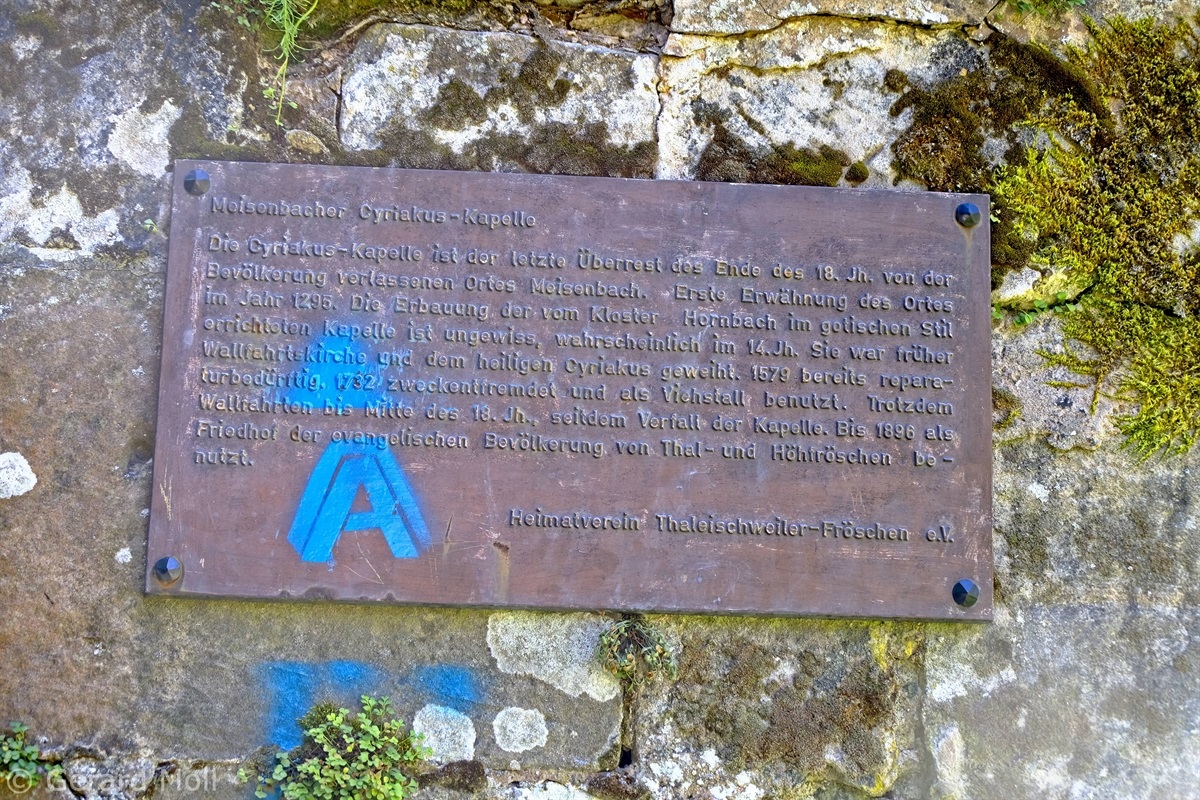 Meisenbacher Cyriakus-Kapelle
Die Cyriakus-Kapelle ist der letzte Überrest des Ende des 18. Jh. von der
Bevölkerung verlassenen Ortes Meisenbach. Erste Erwähnung des Ortes
im Jahr 1295. Die Erbauung der vom Kloster Hornbach im gotischen Stil
errichteten Kapelle ist ungewiss, wahrscheinlich im 14. Jh. Sie war früher
Wallfahrtskirche und dem heiligen Cyriakus geweiht. 1579 bereits repara-
turbedürftig. 1732 zweckentfremdet und als Viehstall benutzt. Trotzdem
Wallfahrten bis Mitte des 18. Jh., seitdem Verfall der Kapelle. Bis 1896 als
Friedhof der evangelischen Bevölkerung von Thal- und Höhfröschen be-
nutzt.
Heimatverein Thaleischweiler-Fröschen e.V.
A
© Gerard Moll